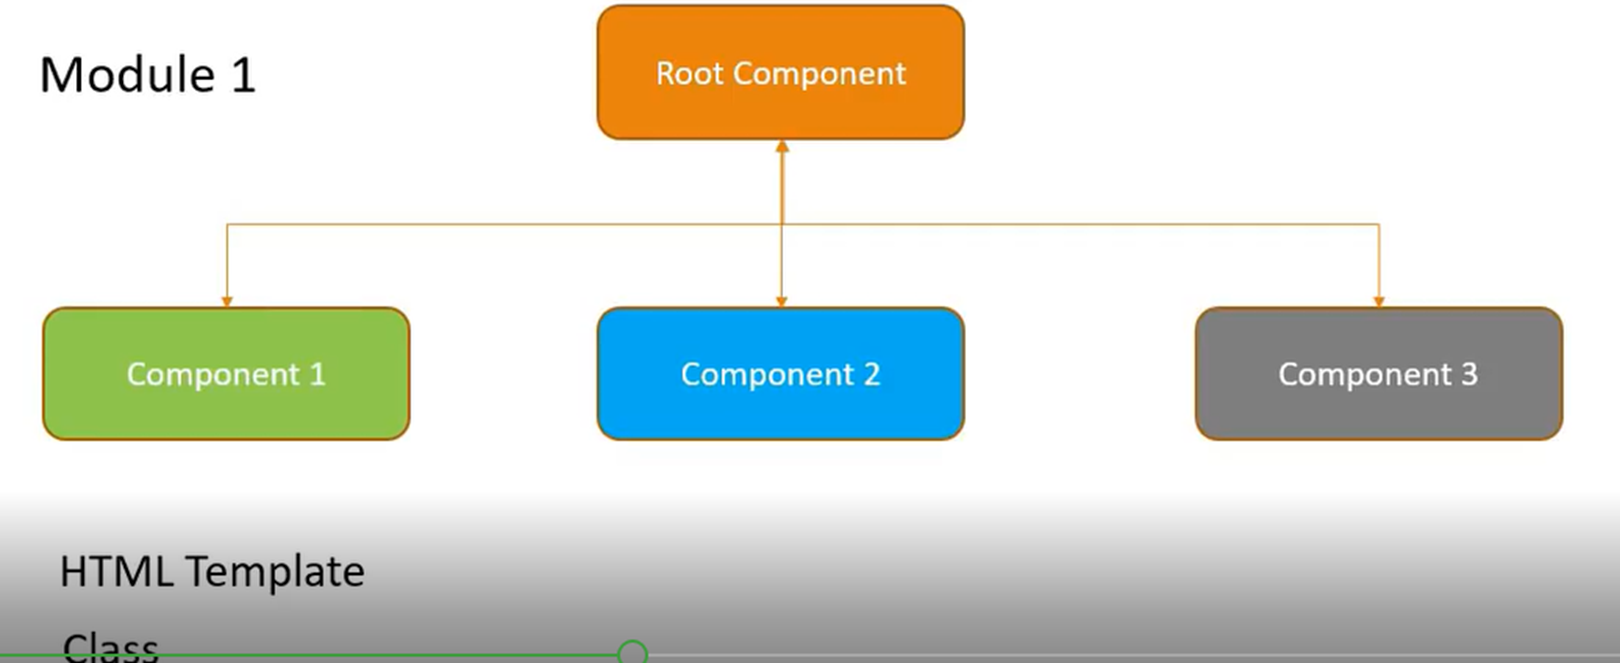 Module 1
Root Component
Component 1
Component 2
Component 3
HTML Template
Class